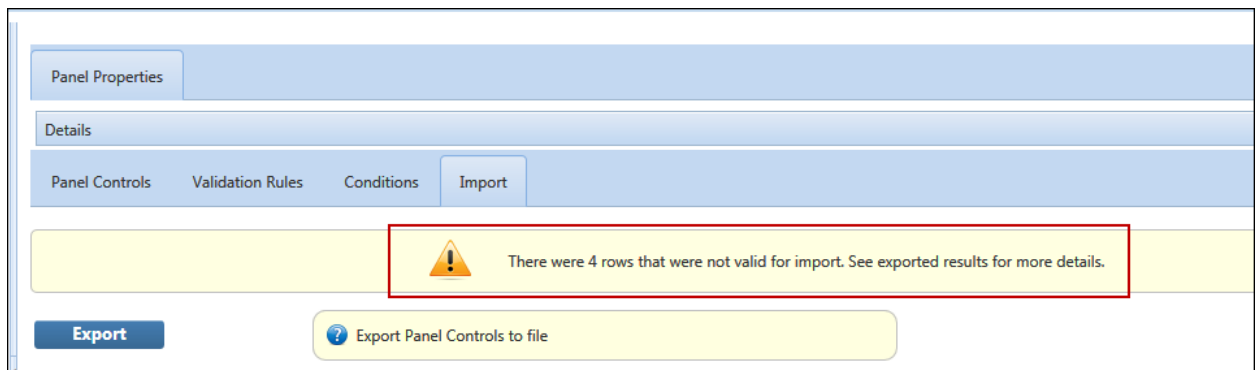 Panel Properties
Details
Panel Controls Validation Rules Conditions Import
There were 4 rows that were not valid for import. See exported results for more details.
Export Export Panel Controls to file